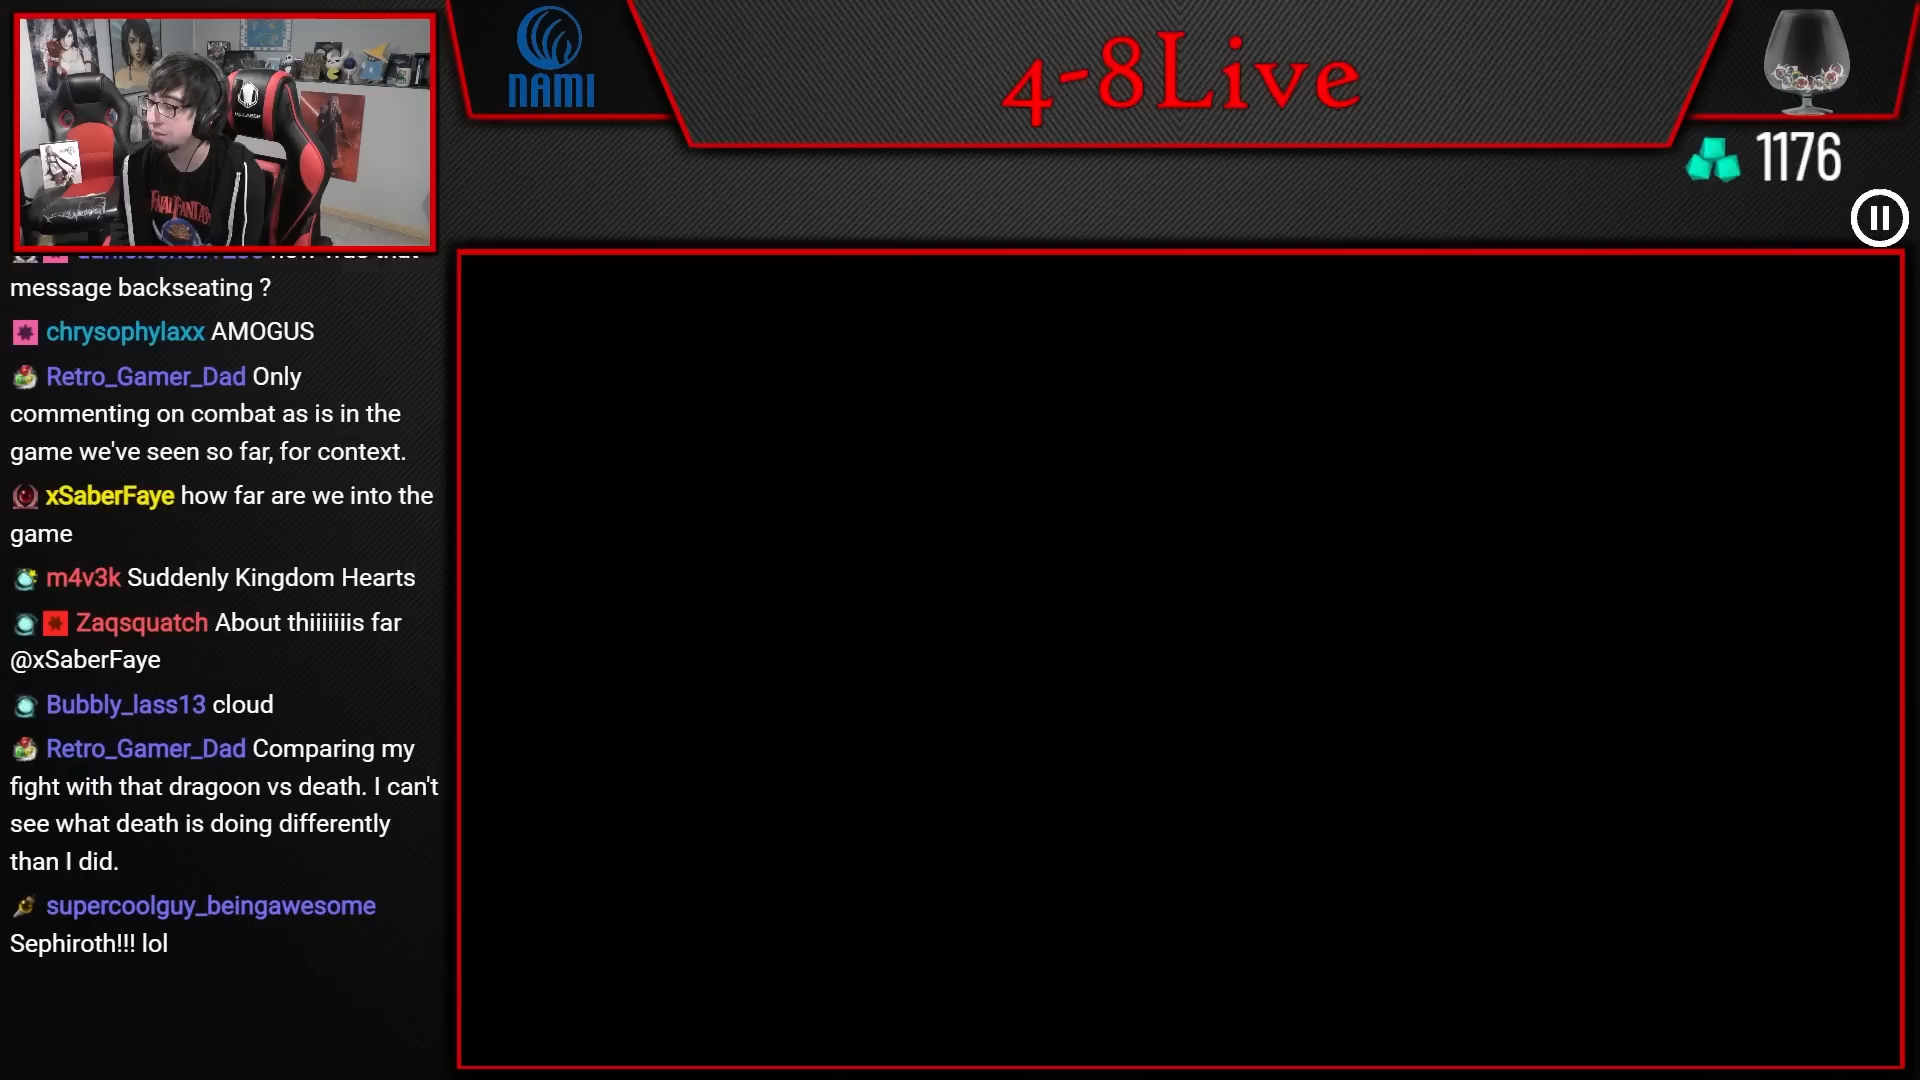 NAMI
4-8Live
1176
message backseating ?
chrysophylaxx AMOGUS
Retro_Gamer_Dad Only
commenting on combat as is in the
game we've seen so far, for context.
xSaberFaye how far are we into the
game
m4v3k Suddenly Kingdom Hearts
Zaqsquatch About thiiiiiiis far
@xSaberFaye
Bubbly_lass13 cloud
Retro_Gamer_Dad Comparing my
fight with that dragoon vs death. I can't
see what death is doing differently
than I did.
supercoolguy_beingawesome
Sephiroth!!! lol